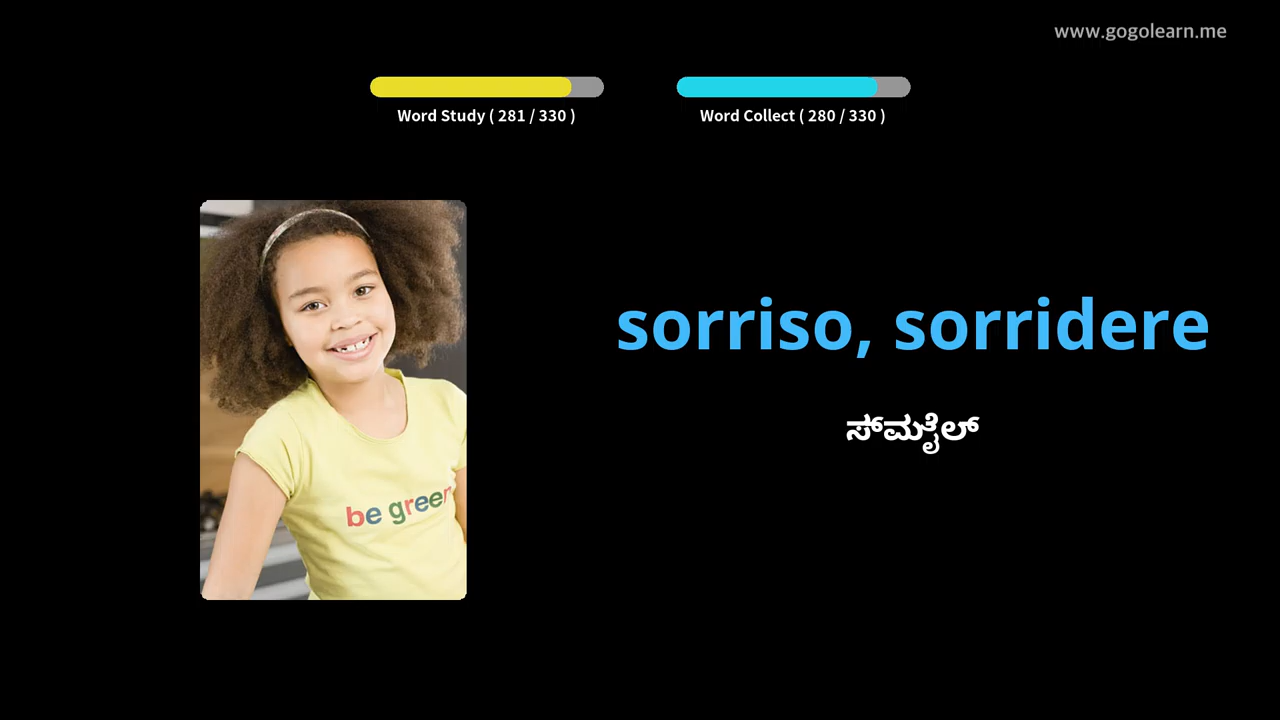 www.gogolearn.me
Word Study ( 281 / 330 )
Word Collect ( 280 / 330 )
sorriso, sorridere
ಸ್‌ಮೈಲ್
be green